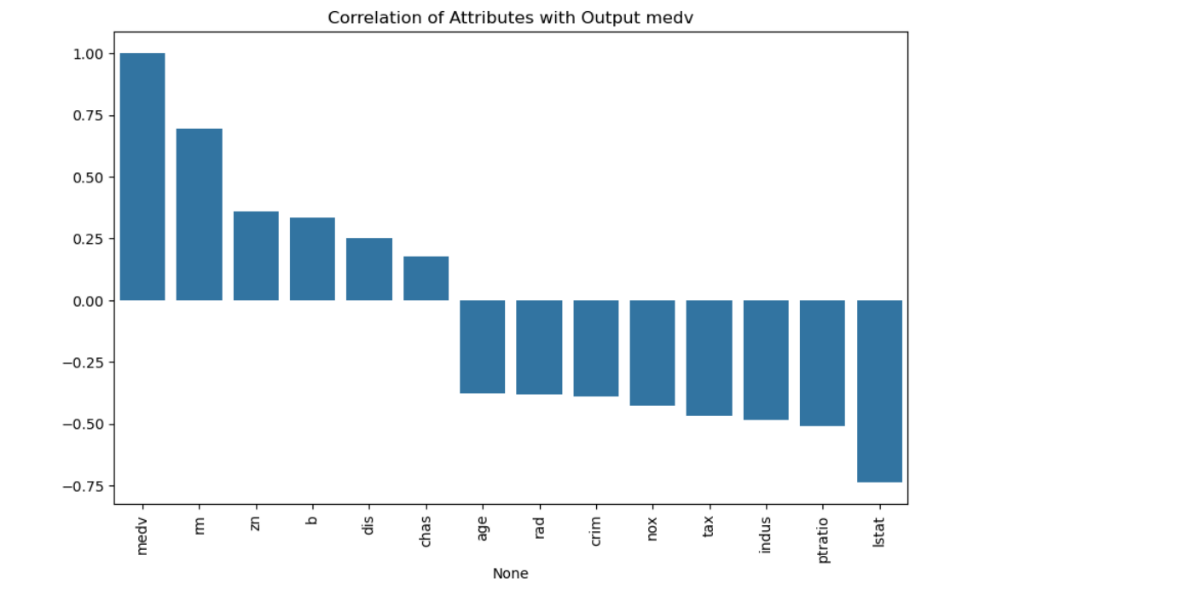 Correlation of Attributes with Output medv
1.00
0.75
0.50
0.25
0.00
−0.25
−0.50
−0.75
medv
rm
zn
b
dis
chas
age
rad
crim
nox
tax
indus
ptratio
lstat
None